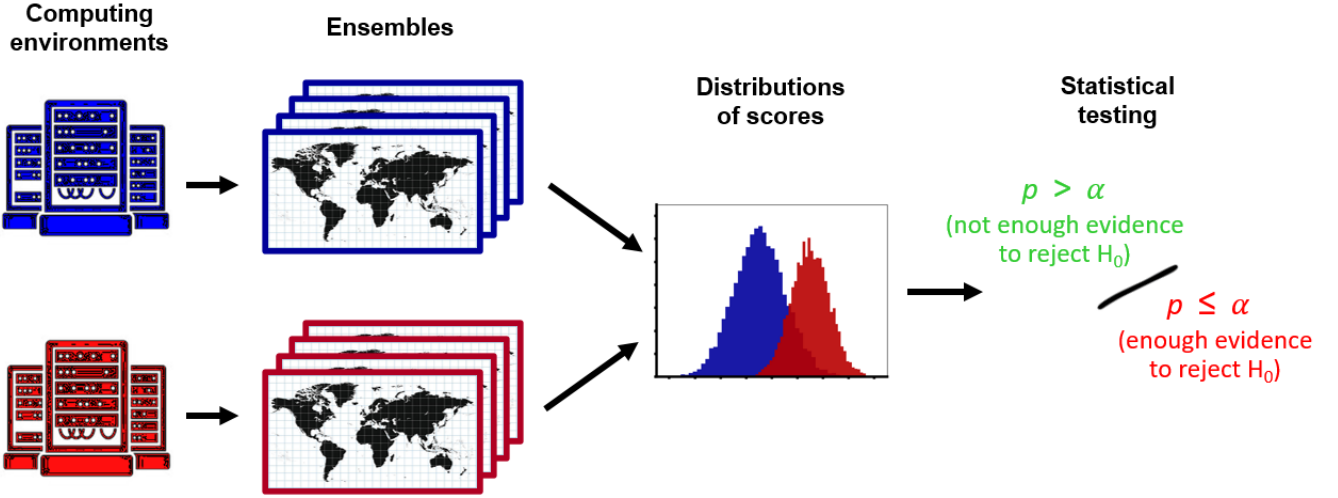 Computing
environments
Ensembles
Distributions
of scores
Statistical
testing
p > α
(not enough evidence
to reject H₀)
p ≤ α
(enough evidence
to reject H₀)